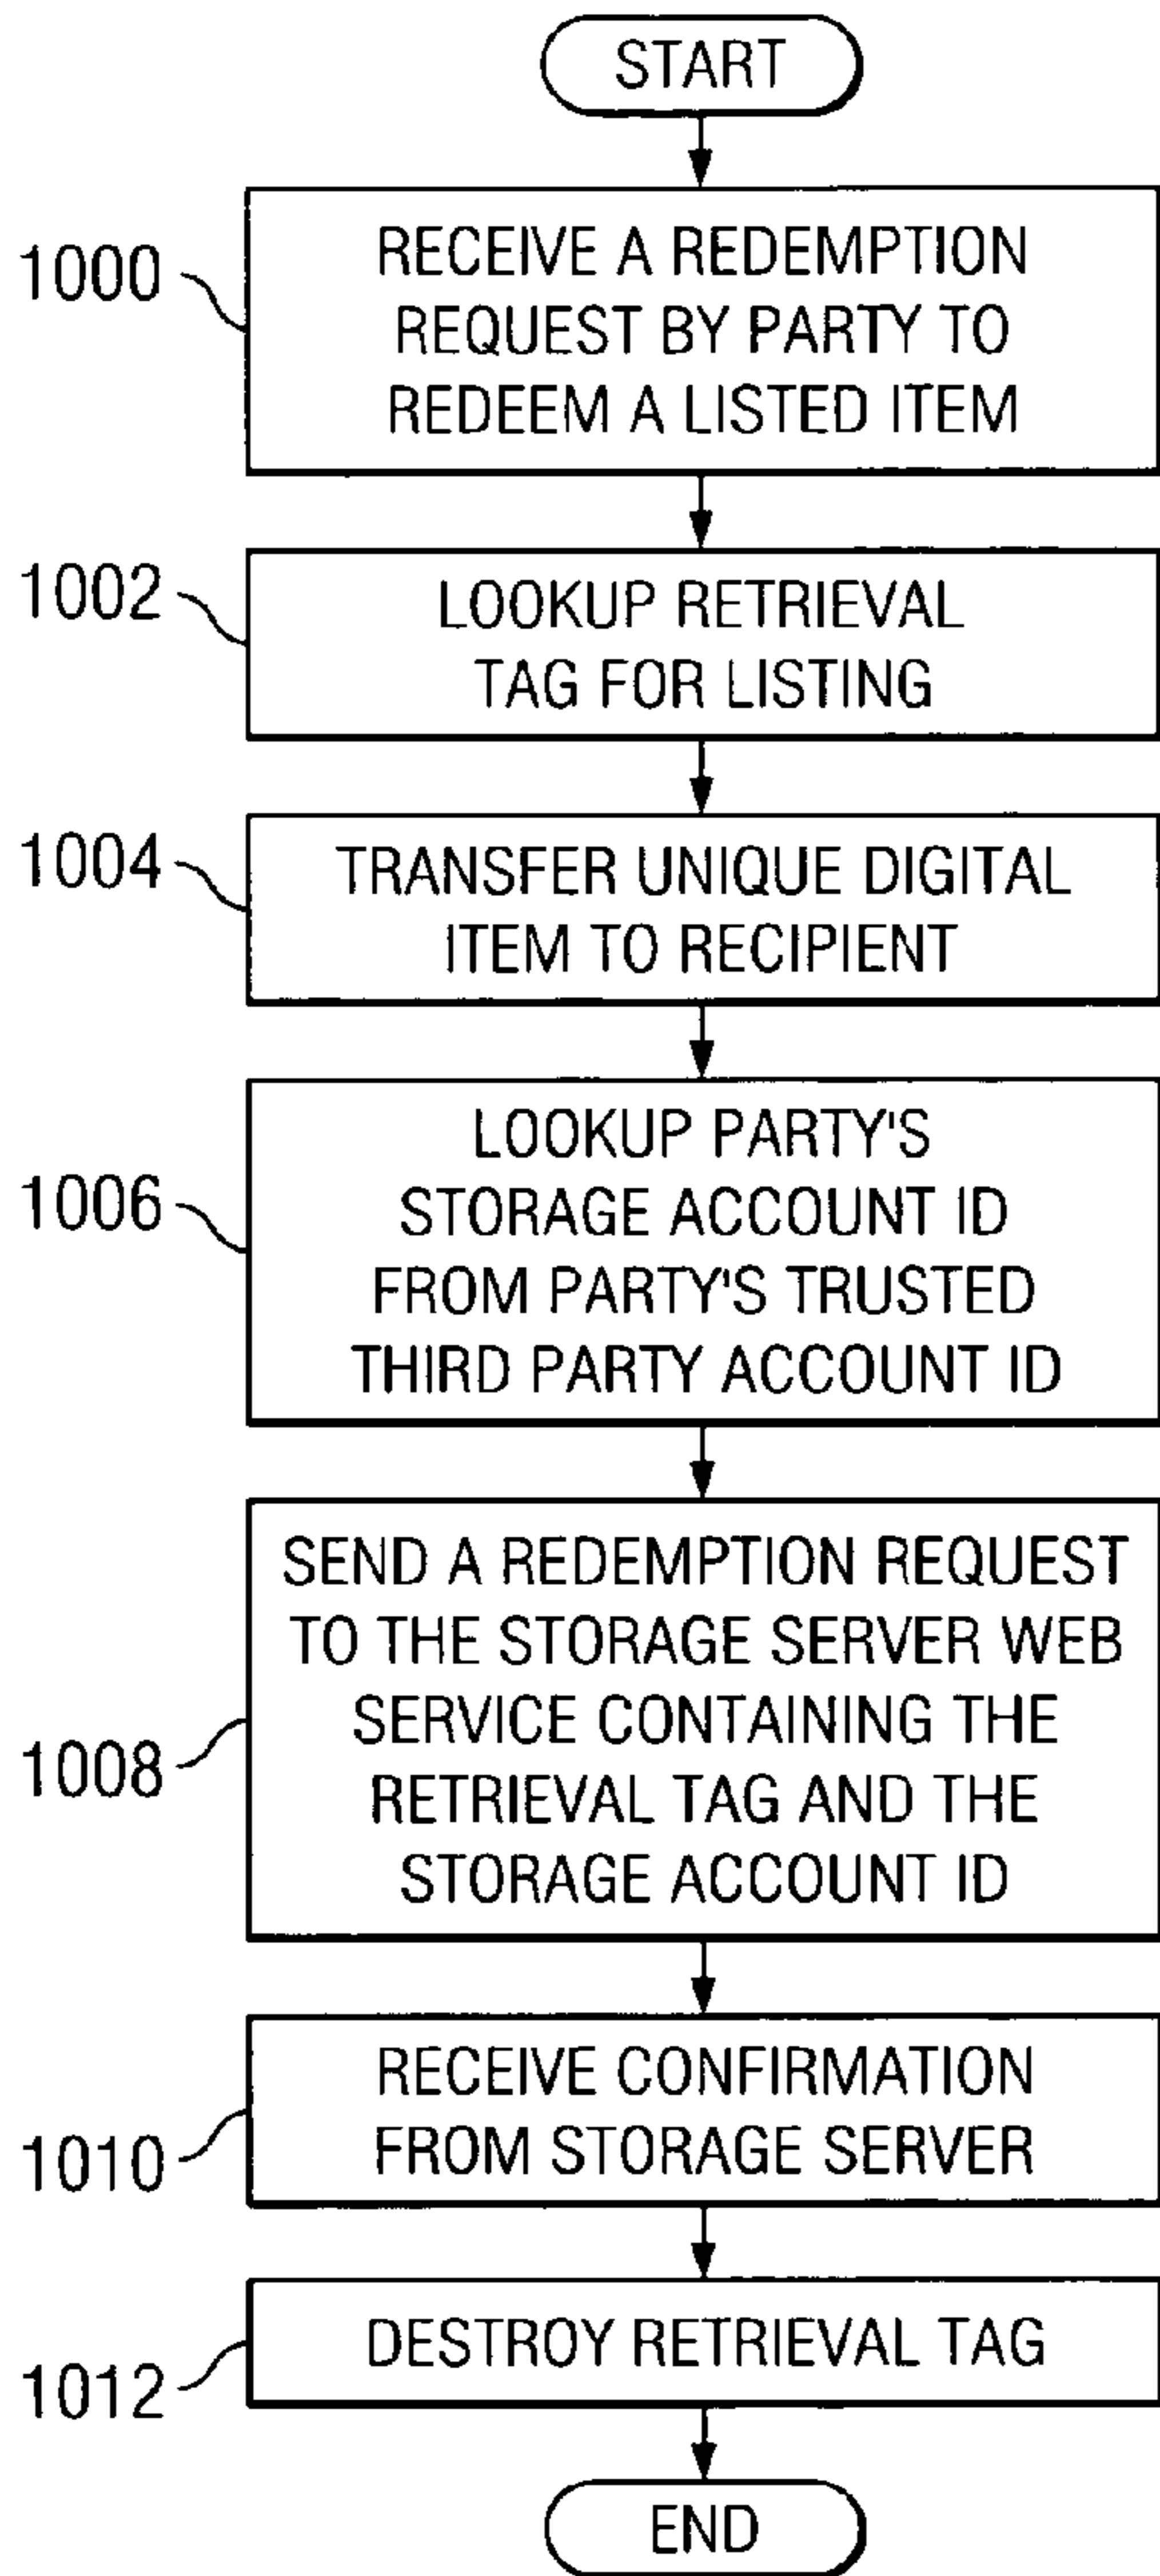 START
1000
RECEIVE A REDEMPTION
REQUEST BY PARTY TO
REDEEM A LISTED ITEM
1002
LOOKUP RETRIEVAL
TAG FOR LISTING
1004
TRANSFER UNIQUE DIGITAL
ITEM TO RECIPIENT
1006
LOOKUP PARTY'S
STORAGE ACCOUNT ID
FROM PARTY'S TRUSTED
THIRD PARTY ACCOUNT ID
1008
SEND A REDEMPTION REQUEST
TO THE STORAGE SERVER WEB
SERVICE CONTAINING THE
RETRIEVAL TAG AND THE
STORAGE ACCOUNT ID
1010
RECEIVE CONFIRMATION
FROM STORAGE SERVER
1012
DESTROY RETRIEVAL TAG
END